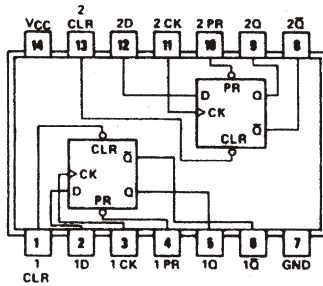 VCC 2 CLR 2D 2 CK 2 PR 2Q 2Q̅
14 13 12 11 10 9 8
PR
D Q
CK Q̅
CLR
CLR Q̅
CK
D Q
PR
1 2 3 4 5 6 7
1 CLR 1D 1 CK 1 PR 1Q 1Q̅ GND